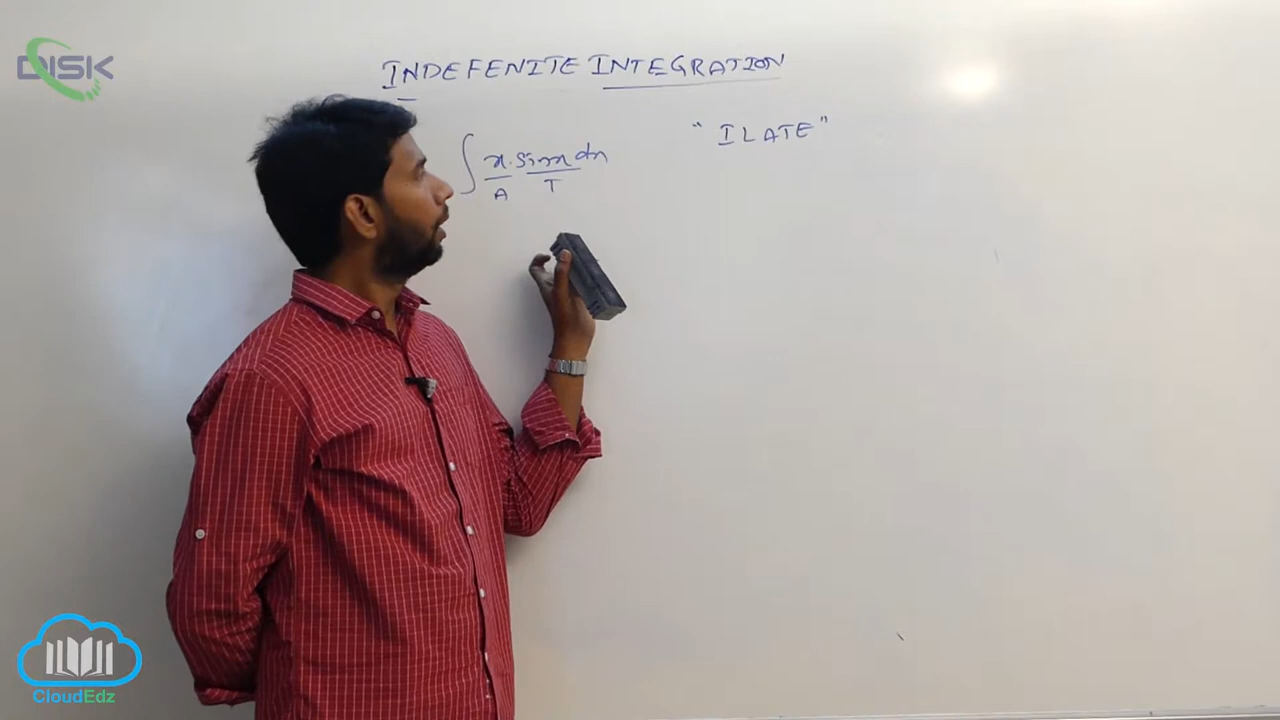 DISK
INDEFENITE INTEGRATION
" ILATE "
∫ x . sinx dx
A T
CloudEdz